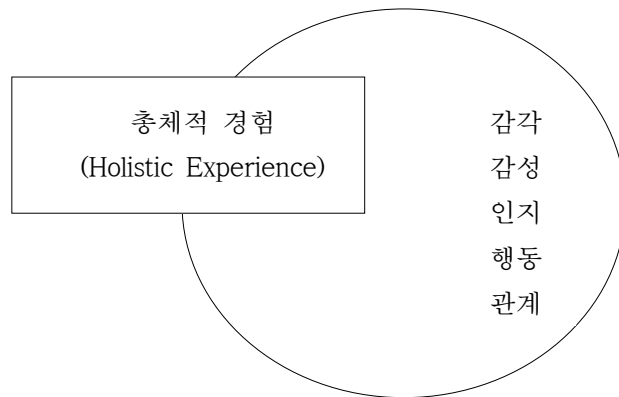 총체적 경험
(Holistic Experience)
감각
감성
인지
행동
관계